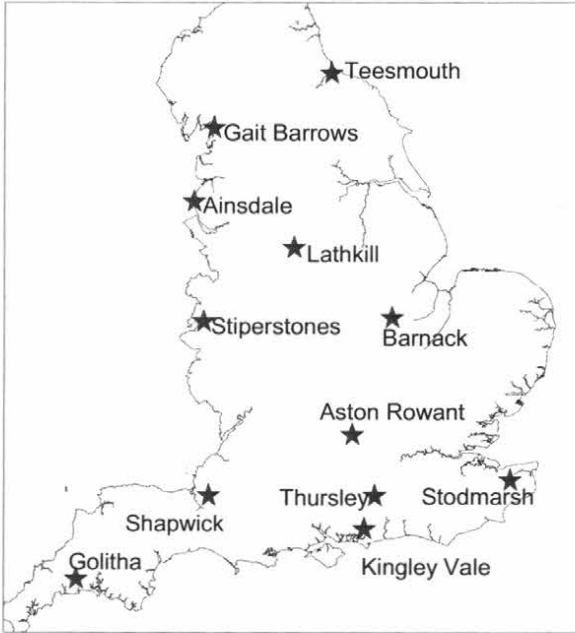 Teesmouth
Gait Barrows
Ainsdale
Lathkill
Stiperstones
Barnack
Aston Rowant
Thursley
Stodmarsh
Shapwick
Kingley Vale
Golitha